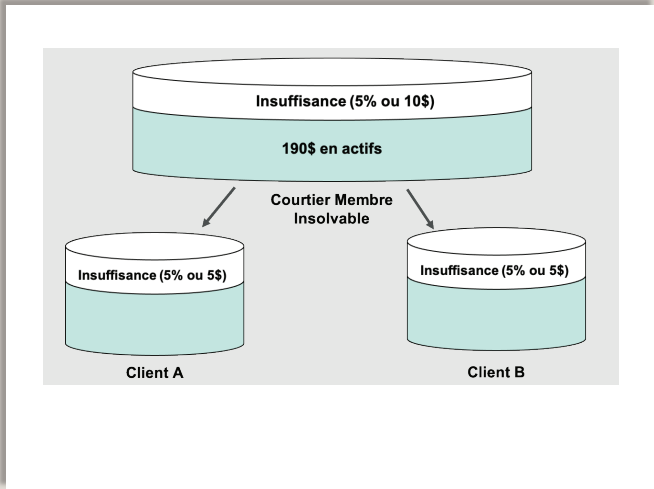 Insuffisance (5% ou 10$)
190$ en actifs
Courtier Membre
Insolvable
Insuffisance (5% ou 5$)
Insuffisance (5% ou 5$)
Client A
Client B